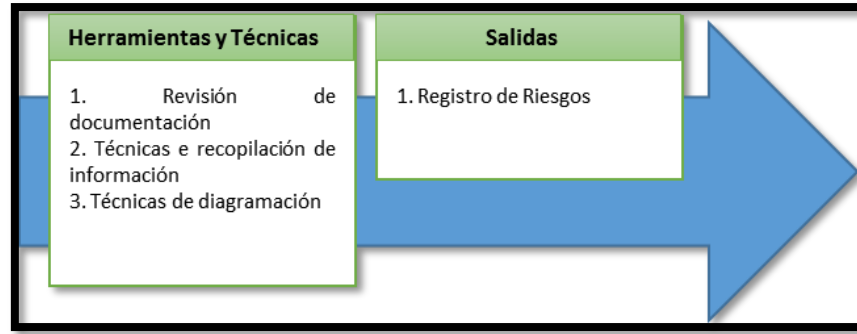 Herramientas y Técnicas
1. Revisión de
documentación
2. Técnicas e recopilación de
información
3. Técnicas de diagramación
Salidas
1. Registro de Riesgos